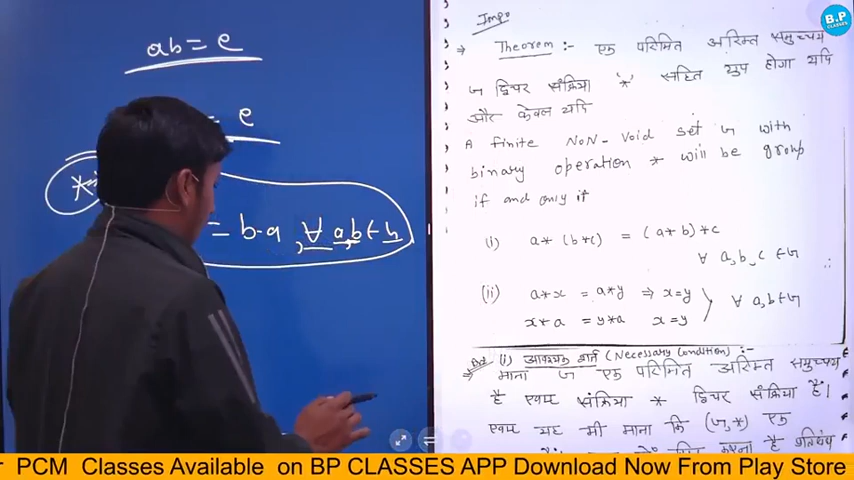 ab = e
= e
= b·a , ∀ a,b ∈ G
B.P
CLASSES
Imp
⇒ Theorem :- एक परिमित अरिक्त समुच्चय
G द्विचर संक्रिया '*' सहित ग्रुप होगा यदि
और केवल यदि
A finite NoN-Void set G with
binary operation * will be group
if and only if
(i) a*(b*c) = (a*b)*c
∀ a,b,c ∈ G
(ii) a*x = a*y ⇒ x=y
∀ a,b ∈ G
x*a = y*a x=y
(i) आवश्यक शर्त (Necessary Condition) :-
माना G एक परिमित अरिक्त समुच्चय
है एवम संक्रिया * द्विचर संक्रिया है।
एवम यह भी माना कि (G,*) एक
करना है
PCM Classes Available on BP CLASSES APP Download Now From Play Store